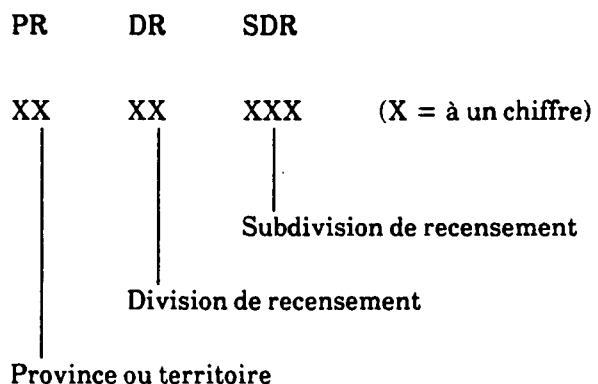 PR DR SDR
XX XX XXX (X = à un chiffre)
Subdivision de recensement
Division de recensement
Province ou territoire